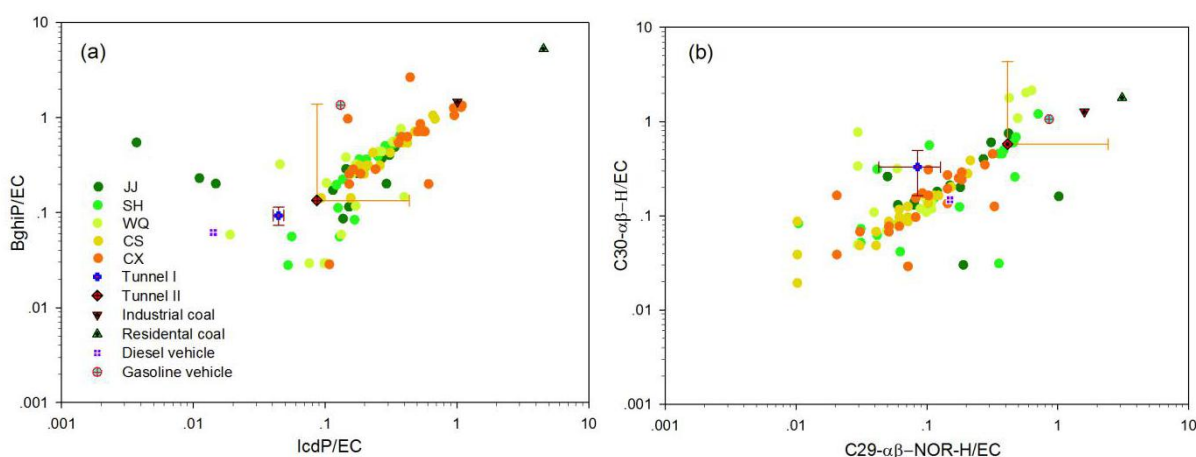 (a)
10
1
.1
.01
.001
BghiP/EC
JJ
SH
WQ
CS
CX
Tunnel I
Tunnel II
Industrial coal
Residental coal
Diesel vehicle
Gasoline vehicle
.001 .01 .1 1 10
IcdP/EC
(b)
10
1
.1
.01
.001
C30-αβ-H/EC
.001 .01 .1 1 10
C29-αβ-NOR-H/EC